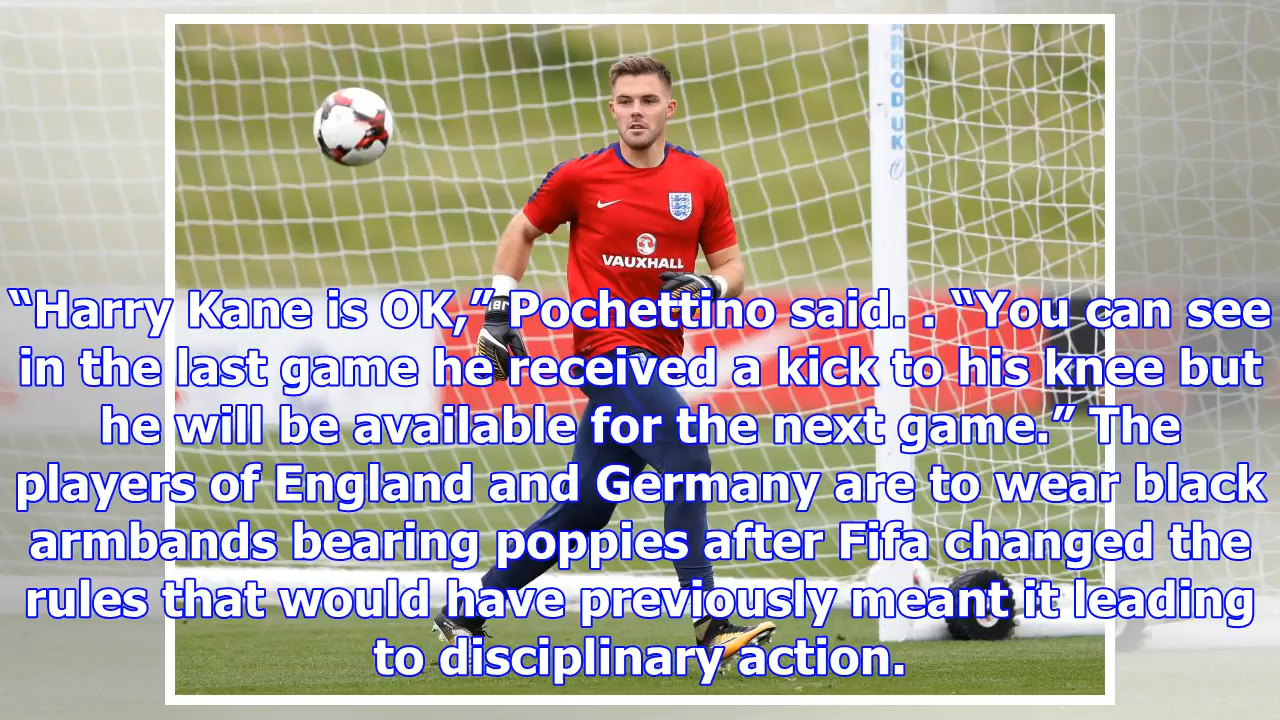 ARROD UK
VAUXHALL
JBL
“Harry Kane is OK,” Pochettino said. . “You can see
in the last game he received a kick to his knee but
he will be available for the next game.” The
players of England and Germany are to wear black
armbands bearing poppies after Fifa changed the
rules that would have previously meant it leading
to disciplinary action.